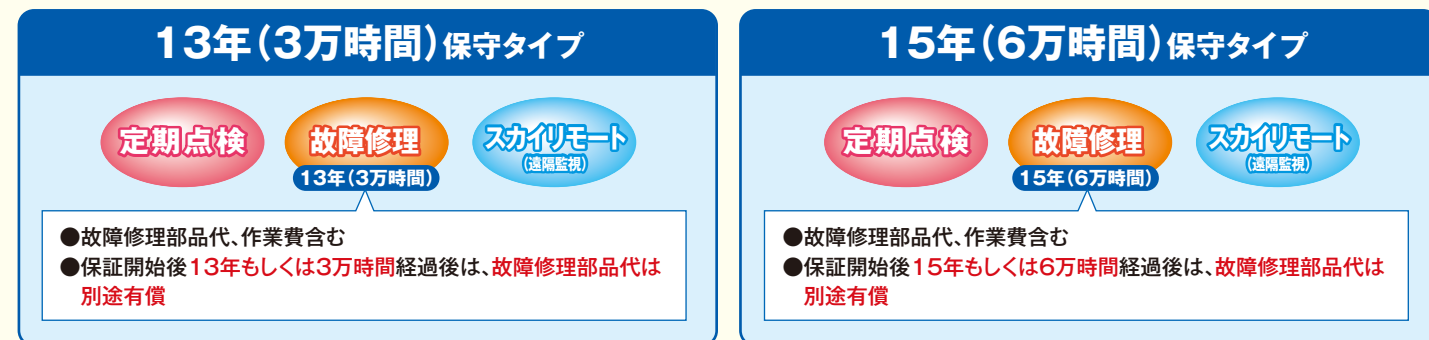 13年(3万時間)保守タイプ
定期点検
故障修理
13年(3万時間)
スカイリモート
(遠隔監視)
●故障修理部品代、作業費含む
●保証開始後13年もしくは3万時間経過後は、故障修理部品代は
別途有償
15年(6万時間)保守タイプ
定期点検
故障修理
15年(6万時間)
スカイリモート
(遠隔監視)
●故障修理部品代、作業費含む
●保証開始後15年もしくは6万時間経過後は、故障修理部品代は
別途有償